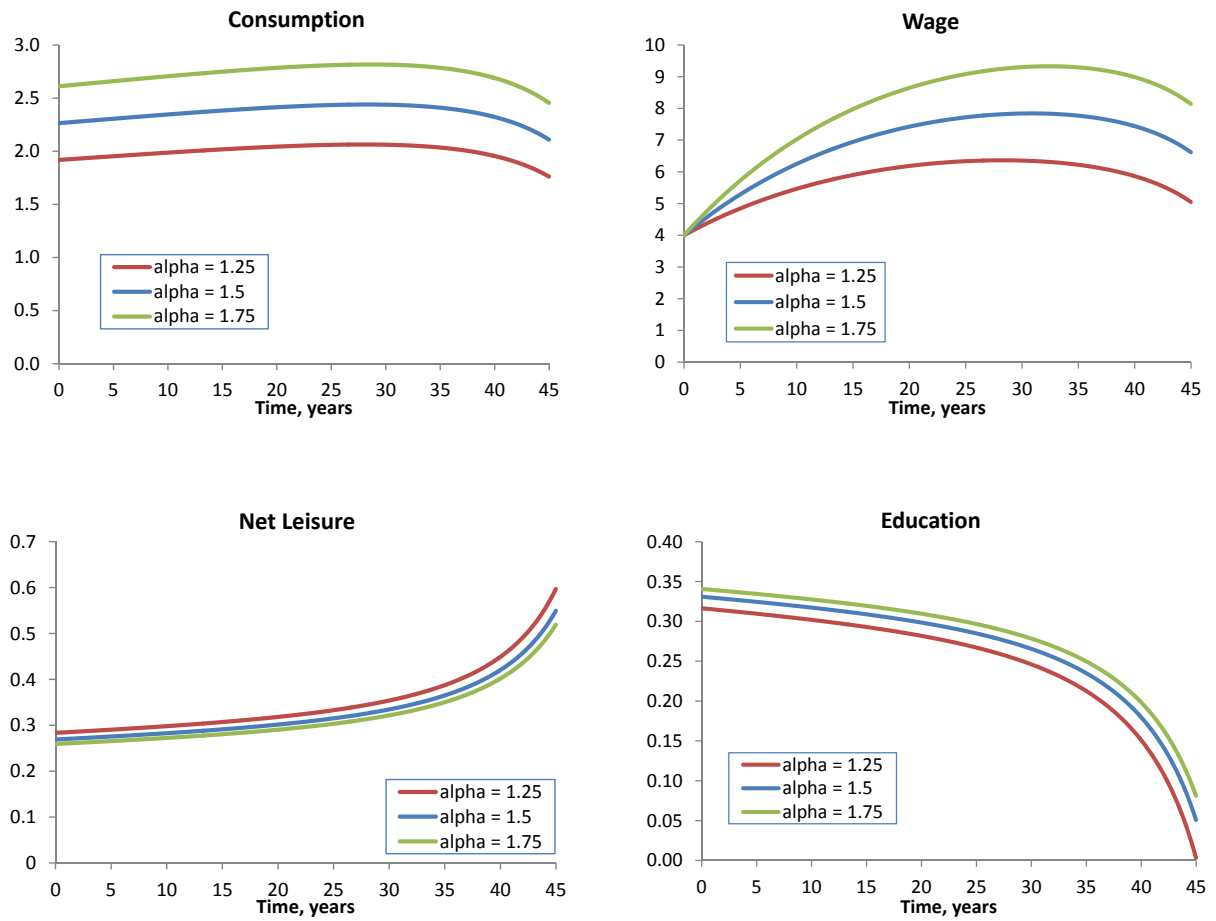 Consumption
3.0
2.5
2.0
1.5
1.0
0.5
0.0
0 5 10 15 20 25 30 35 40 45
Time, years
alpha = 1.25
alpha = 1.5
alpha = 1.75
Wage
10
9
8
7
6
5
4
3
2
1
0
0 5 10 15 20 25 30 35 40 45
Time, years
alpha = 1.25
alpha = 1.5
alpha = 1.75
Net Leisure
0.7
0.6
0.5
0.4
0.3
0.2
0.1
0
0 5 10 15 20 25 30 35 40 45
Time, years
alpha = 1.25
alpha = 1.5
alpha = 1.75
Education
0.40
0.35
0.30
0.25
0.20
0.15
0.10
0.05
0.00
0 5 10 15 20 25 30 35 40 45
Time, years
alpha = 1.25
alpha = 1.5
alpha = 1.75